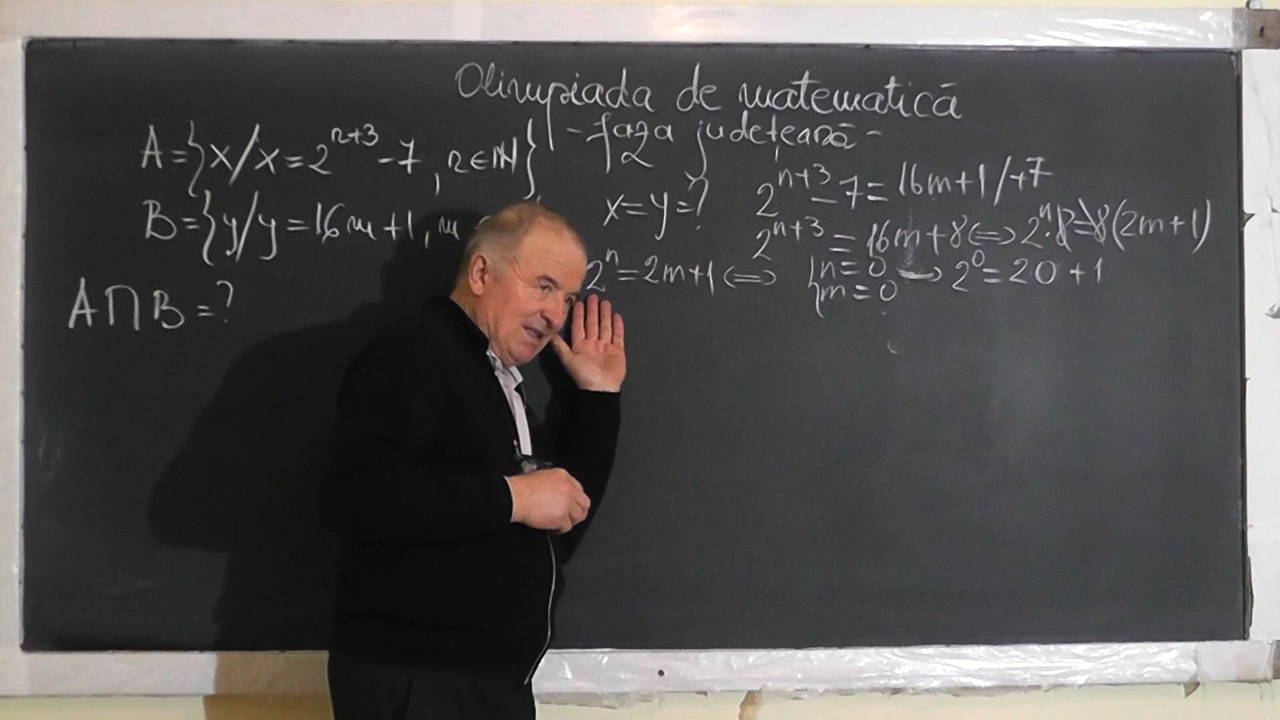 Olimpiada de matematică
-faza județeană-
A={x/x=2^{n+3}-7, n∈ℕ}
B={y/y=16m+1, m
A∩B=?
x=y=?
2^{n+3}-7=16m+1/+7
2^{n+3}=16m+8⇔2^n·8=8(2m+1)
2^n=2m+1⇔{n=0 m=0 → 2^0=2·0+1